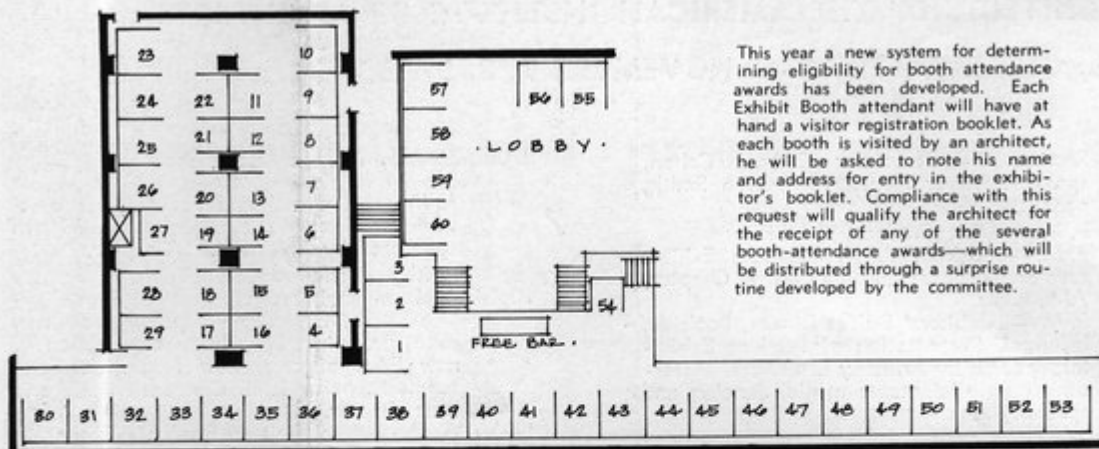 23
10
24
22
11
9
57
56
55
25
21
12
8
58
LOBBY
26
20
13
7
59
27
19
14
6
60
3
28
18
15
5
2
54
29
17
16
4
1
FREE BAR
30 31 32 33 34 35 36 37 38 39 40 41 42 43 44 45 46 47 48 49 50 51 52 53
This year a new system for determ-
ining eligibility for booth attendance
awards has been developed. Each
Exhibit Booth attendant will have at
hand a visitor registration booklet. As
each booth is visited by an architect,
he will be asked to note his name
and address for entry in the exhibi-
tor's booklet. Compliance with this
request will qualify the architect for
the receipt of any of the several
booth-attendance awards—which will
be distributed through a surprise rou-
tine developed by the committee.